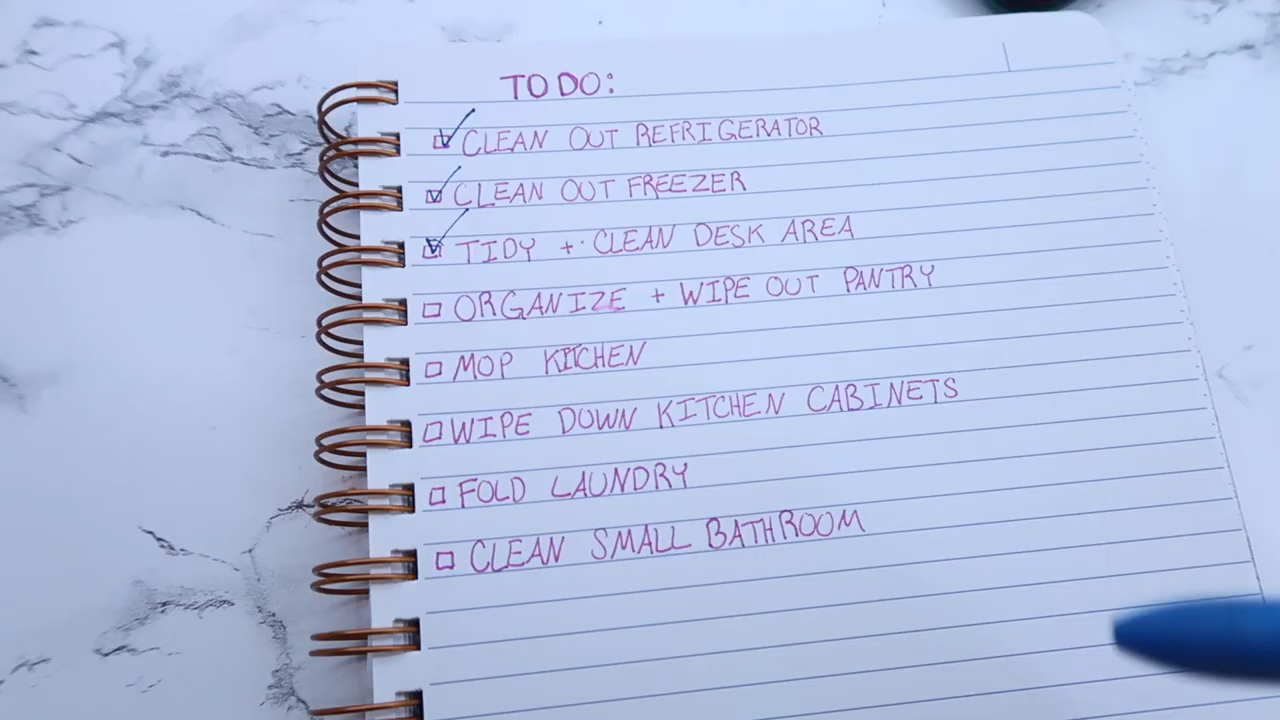 TO DO:
CLEAN OUT REFRIGERATOR
CLEAN OUT FREEZER
TIDY + CLEAN DESK AREA
ORGANIZE + WIPE OUT PANTRY
MOP KITCHEN
WIPE DOWN KITCHEN CABINETS
FOLD LAUNDRY
CLEAN SMALL BATHROOM